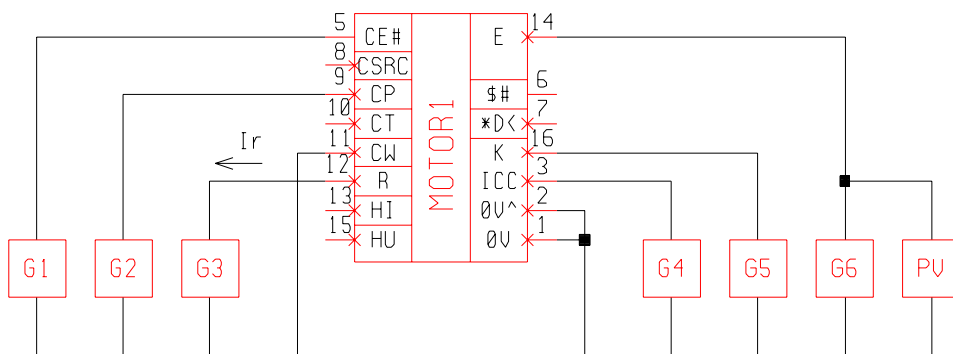 5 CE# E 14
8 CSRC
9 CP $# 6
10 CT *D< 7
Ir 11 CW K 16
12 R ICC 3
13 HI 0V^ 2
15 HU 0V 1
MOTOR1
G1 G2 G3 G4 G5 G6 PV